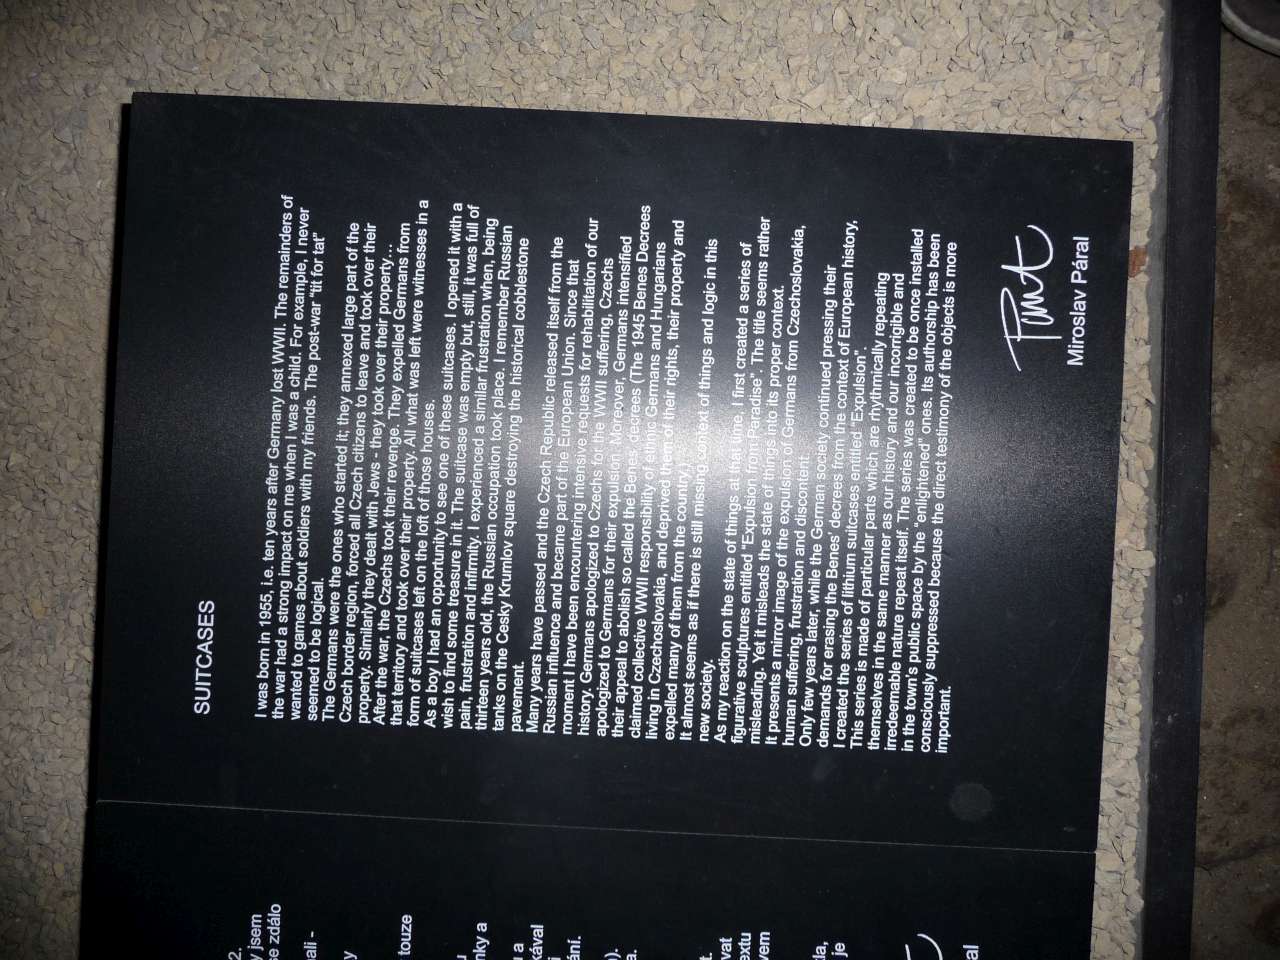 SUITCASES
I was born in 1955, i.e. ten years after Germany lost WWII. The remainders of
the war had a strong impact on me when I was a child. For example, I never
wanted to games about soldiers with my friends. The post-war “tit for tat”
seemed to be logical.
The Germans were the ones who started it; they annexed large part of the
Czech border region, forced all Czech citizens to leave and took over their
property. Similarly they dealt with Jews - they took over their property...
After the war, the Czechs took their revenge. They expelled Germans from
that territory and took over their property. All what was left were witnesses in a
form of suitcases left on the loft of those houses.
As a boy I had an opportunity to see one of these suitcases. I opened it with a
wish to find some treasure in it. The suitcase was empty but, still, it was full of
pain, frustration and infirmity. I experienced a similar frustration when, being
thirteen years old, the Russian occupation took place. I remember Russian
tanks on the Cesky Krumlov square destroying the historical cobblestone
pavement.
Many years have passed and the Czech Republic released itself from the
Russian influence and became part of the European Union. Since that
moment I have been encountering intensive requests for rehabilitation of our
history. Germans apologized to Czechs for the WWII suffering, Czechs
apologized to Germans for their expulsion. Moreover, Germans intensified
their appeal to abolish so called the Benes decrees (The 1945 Benes Decrees
claimed collective WWII responsibility of ethnic Germans and Hungarians
living in Czechoslovakia, and deprived them of their rights, their property and
expelled many of them from the country).
It almost seems as if there is still missing context of things and logic in this
new society.
As my reaction on the state of things at that time, I first created a series of
figurative sculptures entitled “Expulsion from Paradise”. The title seems rather
misleading. Yet it misleads the state of things into its proper context.
It presents a mirror image of the expulsion of Germans from Czechoslovakia,
human suffering, frustration and discontent.
Only few years later, while the German society continued pressing their
demands for erasing the Benes’ decrees from the context of European history,
I created the series of lithium suitcases entitled “Expulsion”.
This series is made of particular parts which are rhythmically repeating
themselves in the same manner as our history and our incorrigible and
irredeemable nature repeat itself. The series was created to be once installed
in the town’s public space by the “enlightened” ones. Its authorship has been
consciously suppressed because the direct testimony of the objects is more
important.
Miroslav Páral
2.
y jsem
se zdálo
ali -
y
touze
nky a
u a
kával
i
ání.
).
a.
t.
vat
extu
vem
tla,
je
al